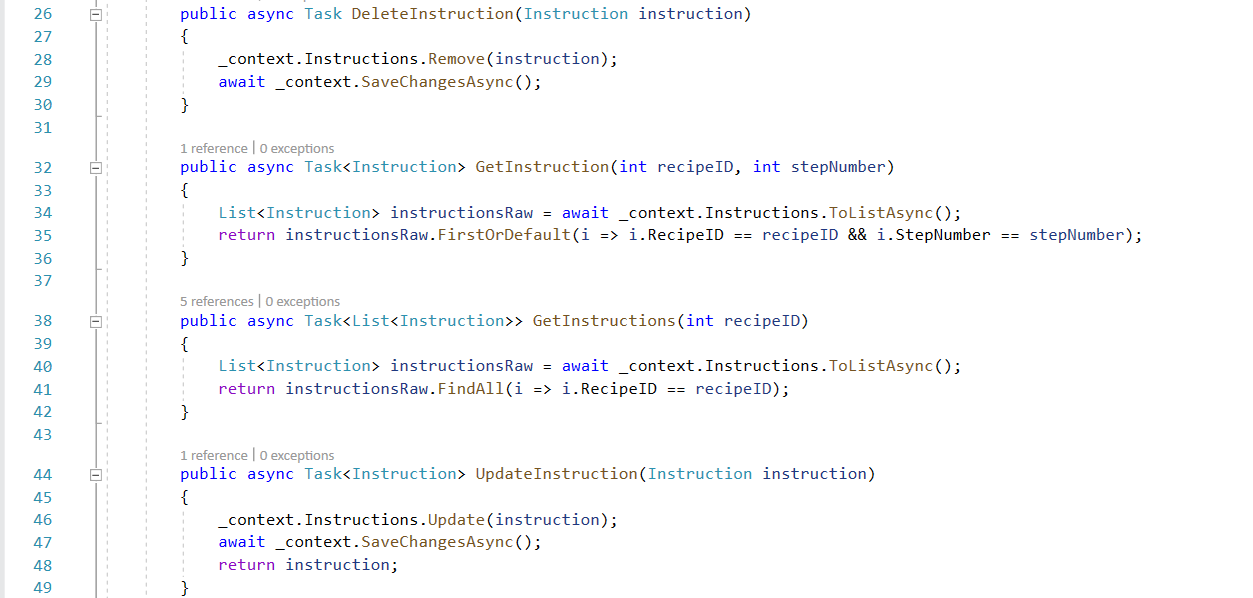 26 public async Task DeleteInstruction(Instruction instruction)
27 {
28 _context.Instructions.Remove(instruction);
29 await _context.SaveChangesAsync();
30 }
31
1 reference | 0 exceptions
32 public async Task<Instruction> GetInstruction(int recipeID, int stepNumber)
33 {
34 List<Instruction> instructionsRaw = await _context.Instructions.ToListAsync();
35 return instructionsRaw.FirstOrDefault(i => i.RecipeID == recipeID && i.StepNumber == stepNumber);
36 }
37
5 references | 0 exceptions
38 public async Task<List<Instruction>> GetInstructions(int recipeID)
39 {
40 List<Instruction> instructionsRaw = await _context.Instructions.ToListAsync();
41 return instructionsRaw.FindAll(i => i.RecipeID == recipeID);
42 }
43
1 reference | 0 exceptions
44 public async Task<Instruction> UpdateInstruction(Instruction instruction)
45 {
46 _context.Instructions.Update(instruction);
47 await _context.SaveChangesAsync();
48 return instruction;
49 }